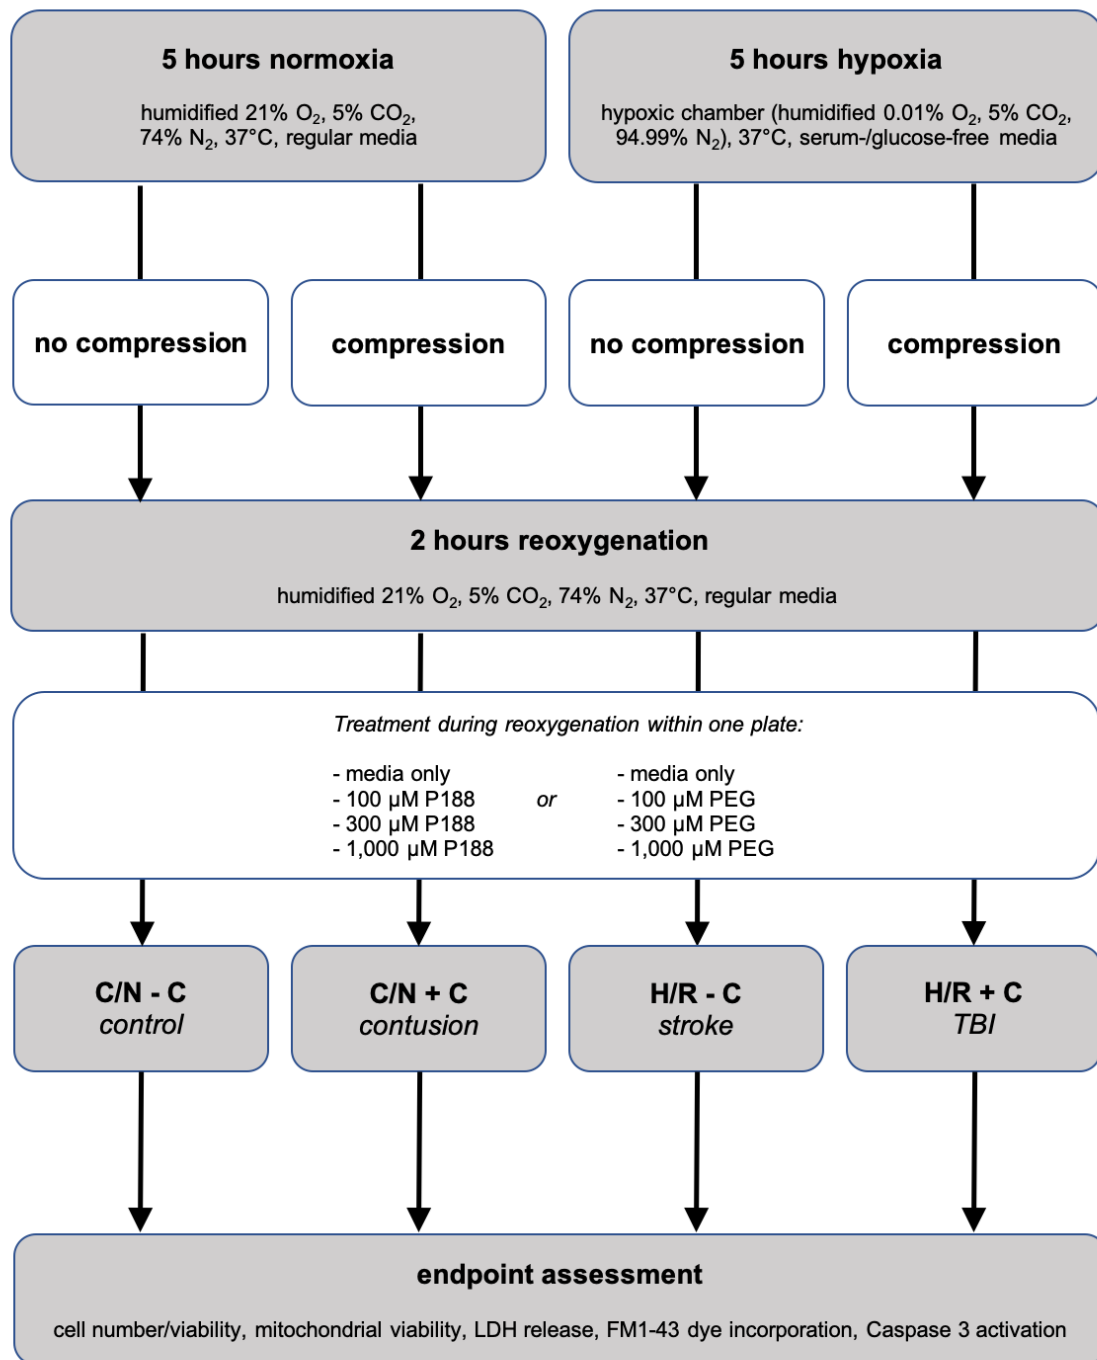 5 hours normoxia
humidified 21% O₂, 5% CO₂,
74% N₂, 37°C, regular media
5 hours hypoxia
hypoxic chamber (humidified 0.01% O₂, 5% CO₂,
94.99% N₂), 37°C, serum-/glucose-free media
no compression
compression
no compression
compression
2 hours reoxygenation
humidified 21% O₂, 5% CO₂, 74% N₂, 37°C, regular media
Treatment during reoxygenation within one plate:
- media only
- 100 µM P188
- 300 µM P188
- 1,000 µM P188
or
- media only
- 100 µM PEG
- 300 µM PEG
- 1,000 µM PEG
C/N - C
control
C/N + C
contusion
H/R - C
stroke
H/R + C
TBI
endpoint assessment
cell number/viability, mitochondrial viability, LDH release, FM1-43 dye incorporation, Caspase 3 activation